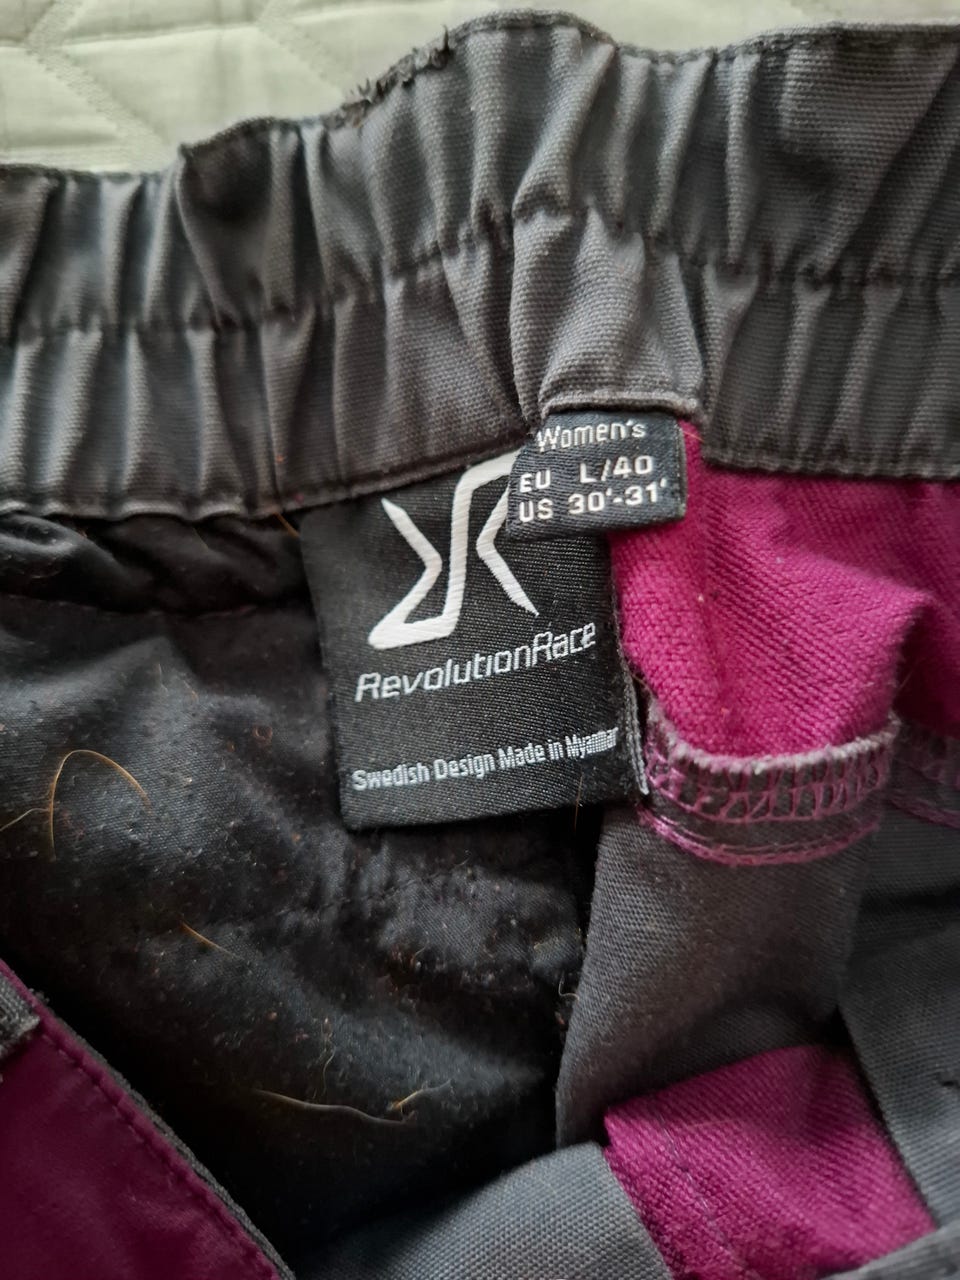 Women's
EU L/40
US 30'-31'
RevolutionRace
Swedish Design Made in Myanmar